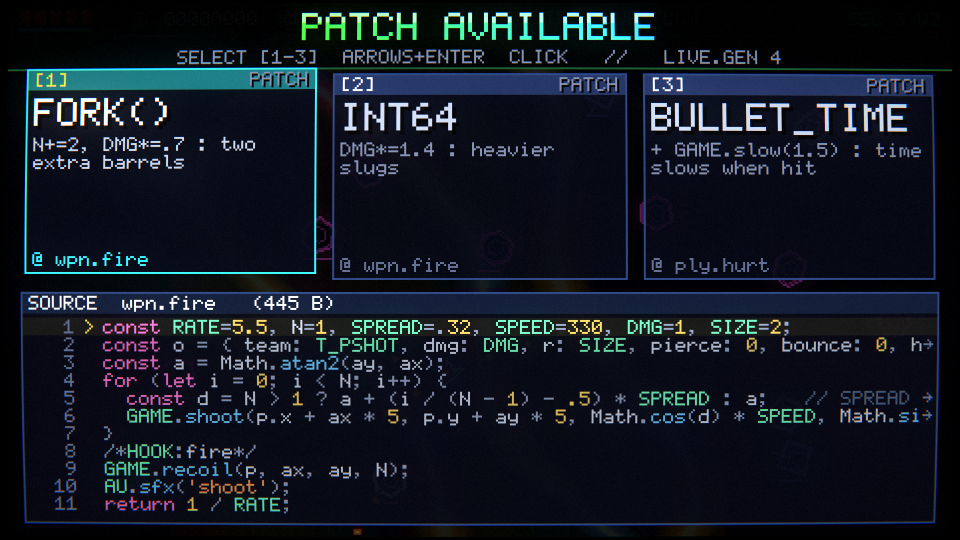 PATCH AVAILABLE
SELECT [1-3] ARROWS+ENTER CLICK // LIVE.GEN 4
[1] PATCH
FORK()
N+=2, DMG*=.7 : two
extra barrels
@ wpn.fire
[2] PATCH
INT64
DMG*=1.4 : heavier
slugs
@ wpn.fire
[3] PATCH
BULLET_TIME
+ GAME.slow(1.5) : time
slows when hit
@ ply.hurt
SOURCE wpn.fire (445 B)
1 > const RATE=5.5, N=1, SPREAD=.32, SPEED=330, DMG=1, SIZE=2;
2 const o = { team: T_PSHOT, dmg: DMG, r: SIZE, pierce: 0, bounce: 0, h→
3 const a = Math.atan2(ay, ax);
4 for (let i = 0; i < N; i++) {
5 const d = N > 1 ? a + (i / (N - 1) - .5) * SPREAD : a; // SPREAD →
6 GAME.shoot(p.x + ax * 5, p.y + ay * 5, Math.cos(d) * SPEED, Math.si→
7 }
8 /*HOOK:fire*/
9 GAME.recoil(p, ax, ay, N);
10 AU.sfx('shoot');
11 return 1 / RATE;